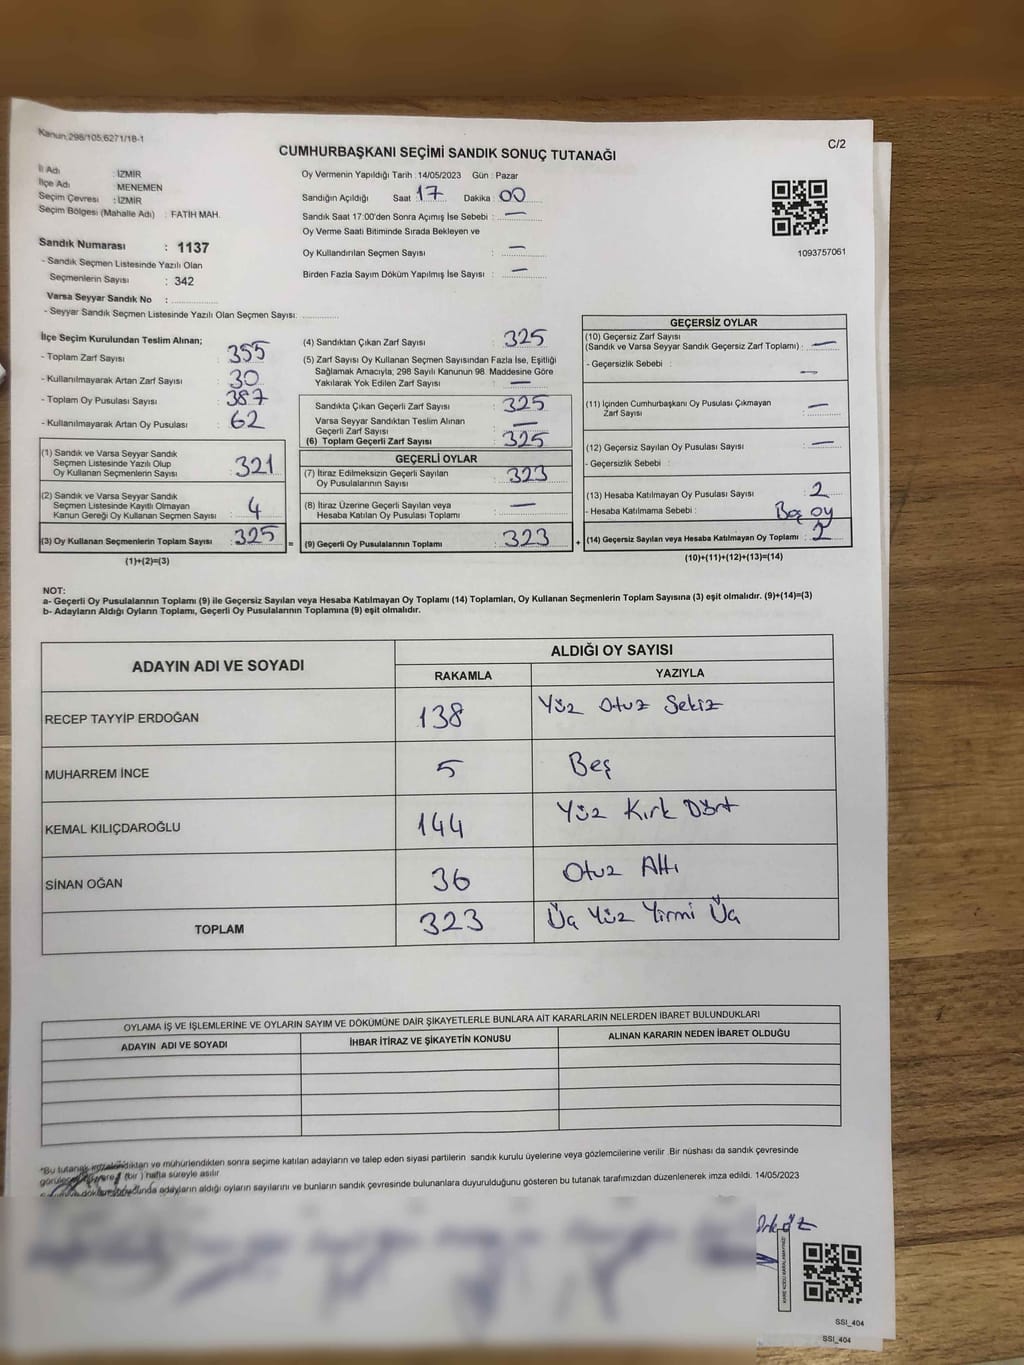 Kanun:298/105;6271/18-1
C/2
CUMHURBAŞKANI SEÇİMİ SANDIK SONUÇ TUTANAĞI
İl Adı : İZMİR
İlçe Adı : MENEMEN
Seçim Çevresi : İZMİR
Seçim Bölgesi (Mahalle Adı) : FATİH MAH.
Sandık Numarası : 1137
- Sandık Seçmen Listesinde Yazılı Olan
Seçmenlerin Sayısı : 342
Varsa Seyyar Sandık No :
- Seyyar Sandık Seçmen Listesinde Yazılı Olan Seçmen Sayısı:
Oy Vermenin Yapıldığı Tarih : 14/05/2023 Gün : Pazar
Sandığın Açıldığı Saat : 17 Dakika : 00
Sandık Saat 17:00'den Sonra Açımış İse Sebebi : —
Oy Verme Saati Bitiminde Sırada Bekleyen ve
Oy Kullandırılan Seçmen Sayısı : —
Birden Fazla Sayım Döküm Yapılmış İse Sayısı : —
1093757061
İlçe Seçim Kurulundan Teslim Alınan;
- Toplam Zarf Sayısı : 355
- Kullanılmayarak Artan Zarf Sayısı : 30
- Toplam Oy Pusulası Sayısı : 387
- Kullanılmayarak Artan Oy Pusulası : 62
(1) Sandık ve Varsa Seyyar Sandık
Seçmen Listesinde Yazılı Olup
Oy Kullanan Seçmenlerin Sayısı : 321
(2) Sandık ve Varsa Seyyar Sandık
Seçmen Listesinde Kayıtlı Olmayan
Kanun Gereği Oy Kullanan Seçmen Sayısı : 4
(3) Oy Kullanan Seçmenlerin Toplam Sayısı : 325
(1)+(2)=(3)
(4) Sandıktan Çıkan Zarf Sayısı : 325
(5) Zarf Sayısı Oy Kullanan Seçmen Sayısından Fazla İse, Eşitliği
Sağlamak Amacıyla; 298 Sayılı Kanunun 98. Maddesine Göre
Yakılarak Yok Edilen Zarf Sayısı : —
Sandıkta Çıkan Geçerli Zarf Sayısı : 325
Varsa Seyyar Sandıktan Teslim Alınan
Geçerli Zarf Sayısı : —
(6) Toplam Geçerli Zarf Sayısı : 325
GEÇERLİ OYLAR
(7) İtiraz Edilmeksizin Geçerli Sayılan
Oy Pusulalarının Sayısı : 323
(8) İtiraz Üzerine Geçerli Sayılan veya
Hesaba Katılan Oy Pusulası Toplamı : —
= (9) Geçerli Oy Pusulalarının Toplamı : 323
GEÇERSİZ OYLAR
(10) Geçersiz Zarf Sayısı
(Sandık ve Varsa Seyyar Sandık Geçersiz Zarf Toplamı) : —
- Geçersizlik Sebebi : —
(11) İçinden Cumhurbaşkanı Oy Pusulası Çıkmayan
Zarf Sayısı : —
(12) Geçersiz Sayılan Oy Pusulası Sayısı : —
- Geçersizlik Sebebi :
(13) Hesaba Katılmayan Oy Pusulası Sayısı : 2
- Hesaba Katılmama Sebebi : Boş oy
+ (14) Geçersiz Sayılan veya Hesaba Katılmayan Oy Toplamı : 2
(10)+(11)+(12)+(13)=(14)
NOT:
a- Geçerli Oy Pusulalarının Toplamı (9) ile Geçersiz Sayılan veya Hesaba Katılmayan Oy Toplamı (14) Toplamları, Oy Kullanan Seçmenlerin Toplam Sayısına (3) eşit olmalıdır. (9)+(14)=(3)
b- Adayların Aldığı Oyların Toplamı, Geçerli Oy Pusulalarının Toplamına (9) eşit olmalıdır.
ADAYIN ADI VE SOYADI ALDIĞI OY SAYISI
RAKAMLA YAZIYLA
RECEP TAYYİP ERDOĞAN 138 Yüz Otuz Sekiz
MUHARREM İNCE 5 Beş
KEMAL KILIÇDAROĞLU 144 Yüz Kırk Dört
SİNAN OĞAN 36 Otuz Altı
TOPLAM 323 Üç Yüz Yirmi Üç
OYLAMA İŞ VE İŞLEMLERİNE VE OYLARIN SAYIM VE DÖKÜMÜNE DAİR ŞİKAYETLERLE BUNLARA AİT KARARLARIN NELERDEN İBARET BULUNDUKLARI
ADAYIN ADI VE SOYADI İHBAR İTİRAZ VE ŞİKAYETİN KONUSU ALINAN KARARIN NEDEN İBARET OLDUĞU
*Bu tutanak imzalandıktan ve mühürlendikten sonra seçime katılan adayların ve talep eden siyasi partilerin sandık kurulu üyelerine veya gözlemcilerine verilir. Bir nüshası da sandık çevresinde
1 (bir) hafta süreyle asılır.
adayların aldığı oyların sayılarını ve bunların sandık çevresinde bulunanlara duyurulduğunu gösteren bu tutanak tarafımızdan düzenlenerek imza edildi. 14/05/2023
SSI_404
SSI_404